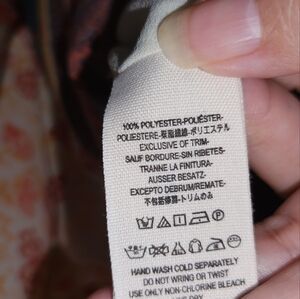 100% POLYESTER-POLIÉSTER-
POLIESTERE-聚酯纖維-ポリエステル
EXCLUSIVE OF TRIM-
SAUF BORDURE-SIN RIBETES-
TRANNE LA FINITURA-
AUSSER BESATZ-
EXCEPTO DEBRUM/REMATE-
不包括修飾-トリムのみ
HAND WASH COLD SEPARATELY
DO NOT WRING OR TWIST
USE ONLY NON-CHLORINE BLEACH